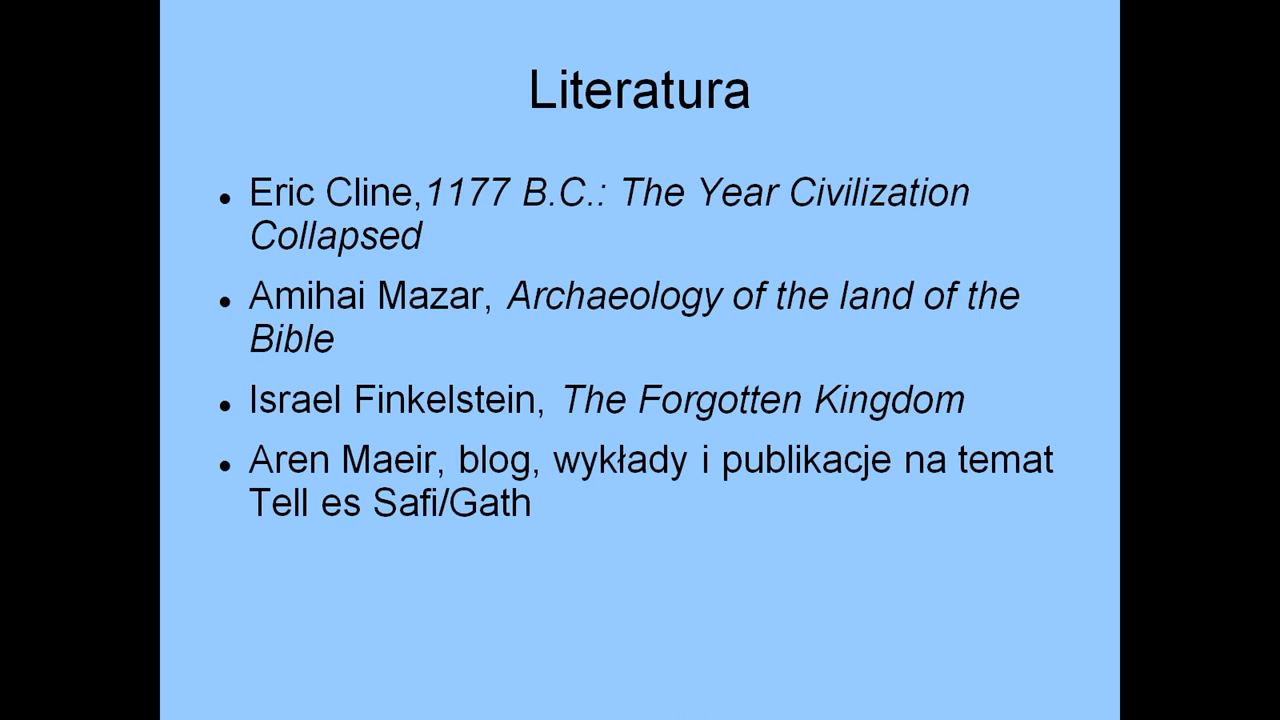 Literatura
• Eric Cline,1177 B.C.: The Year Civilization
Collapsed
• Amihai Mazar, Archaeology of the land of the
Bible
• Israel Finkelstein, The Forgotten Kingdom
• Aren Maeir, blog, wykłady i publikacje na temat
Tell es Safi/Gath